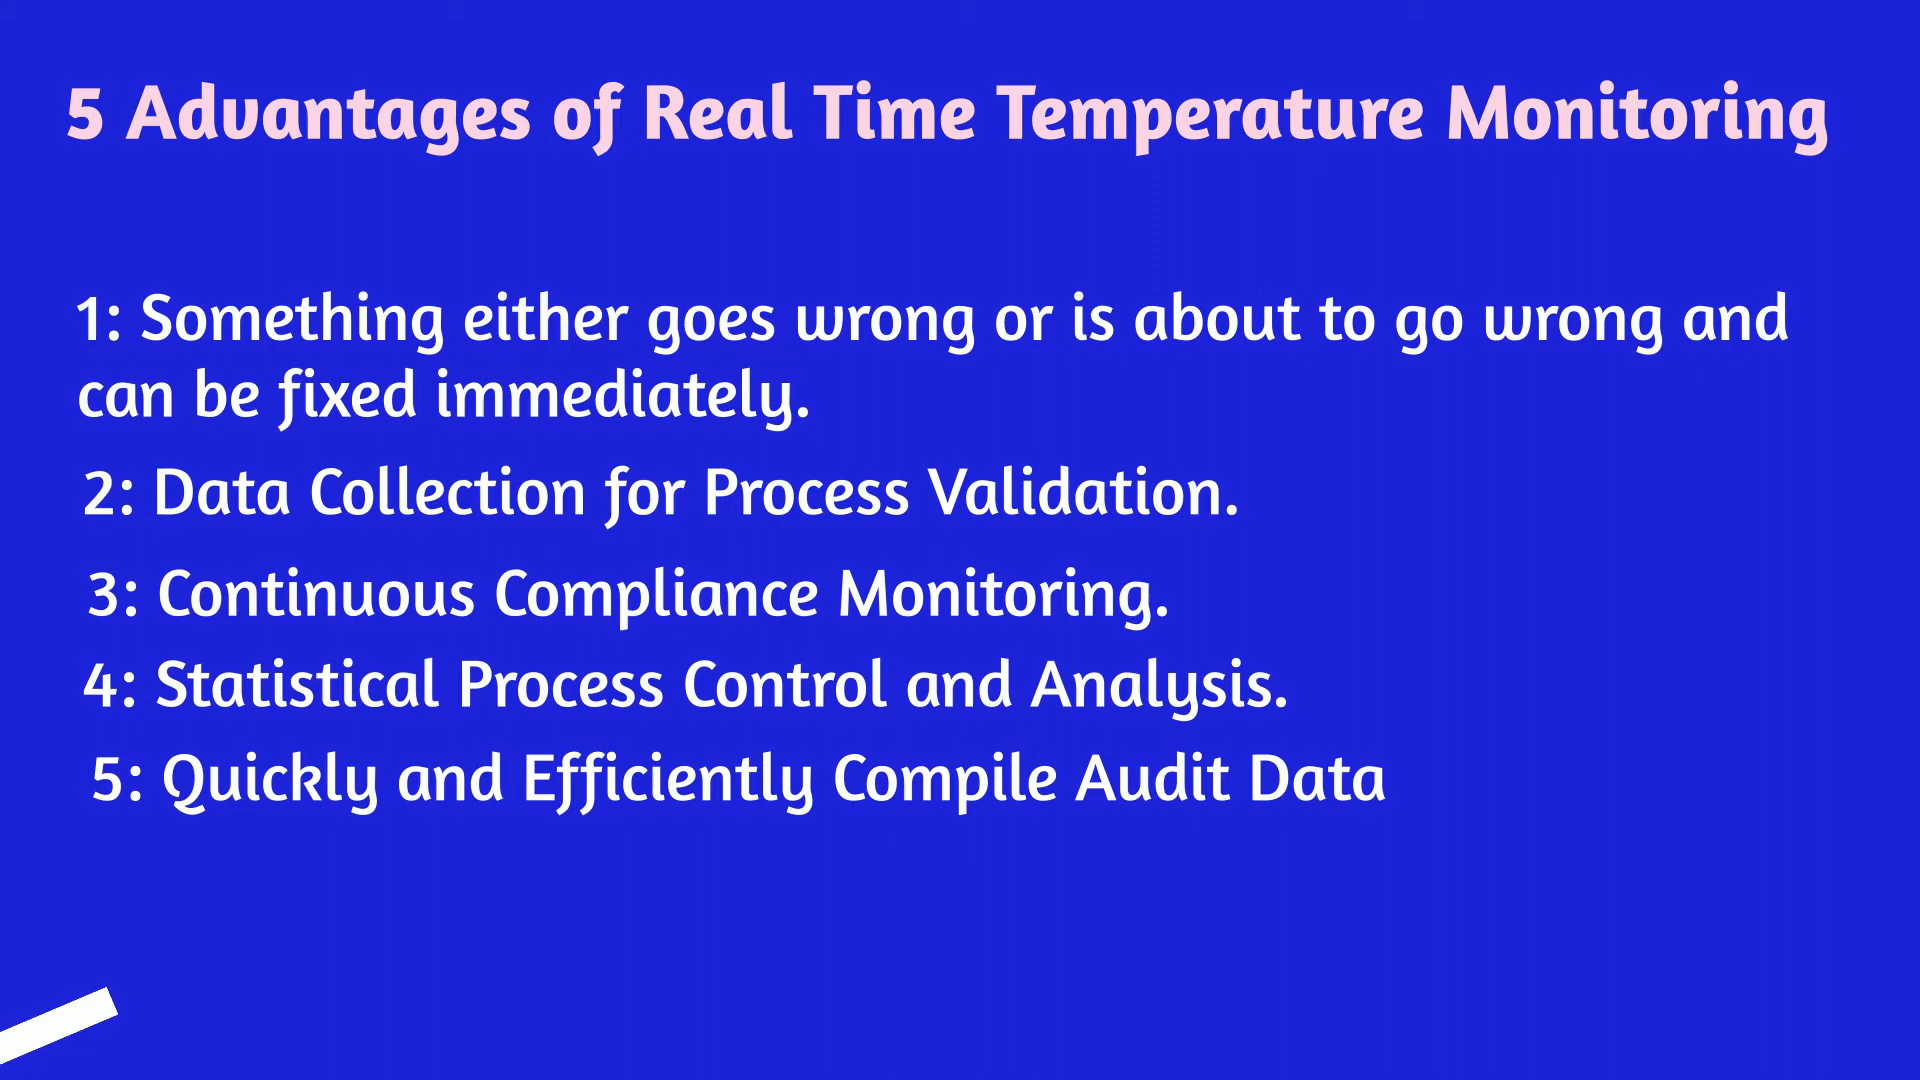 5 Advantages of Real Time Temperature Monitoring
1: Something either goes wrong or is about to go wrong and
can be fixed immediately.
2: Data Collection for Process Validation.
3: Continuous Compliance Monitoring.
4: Statistical Process Control and Analysis.
5: Quickly and Efficiently Compile Audit Data